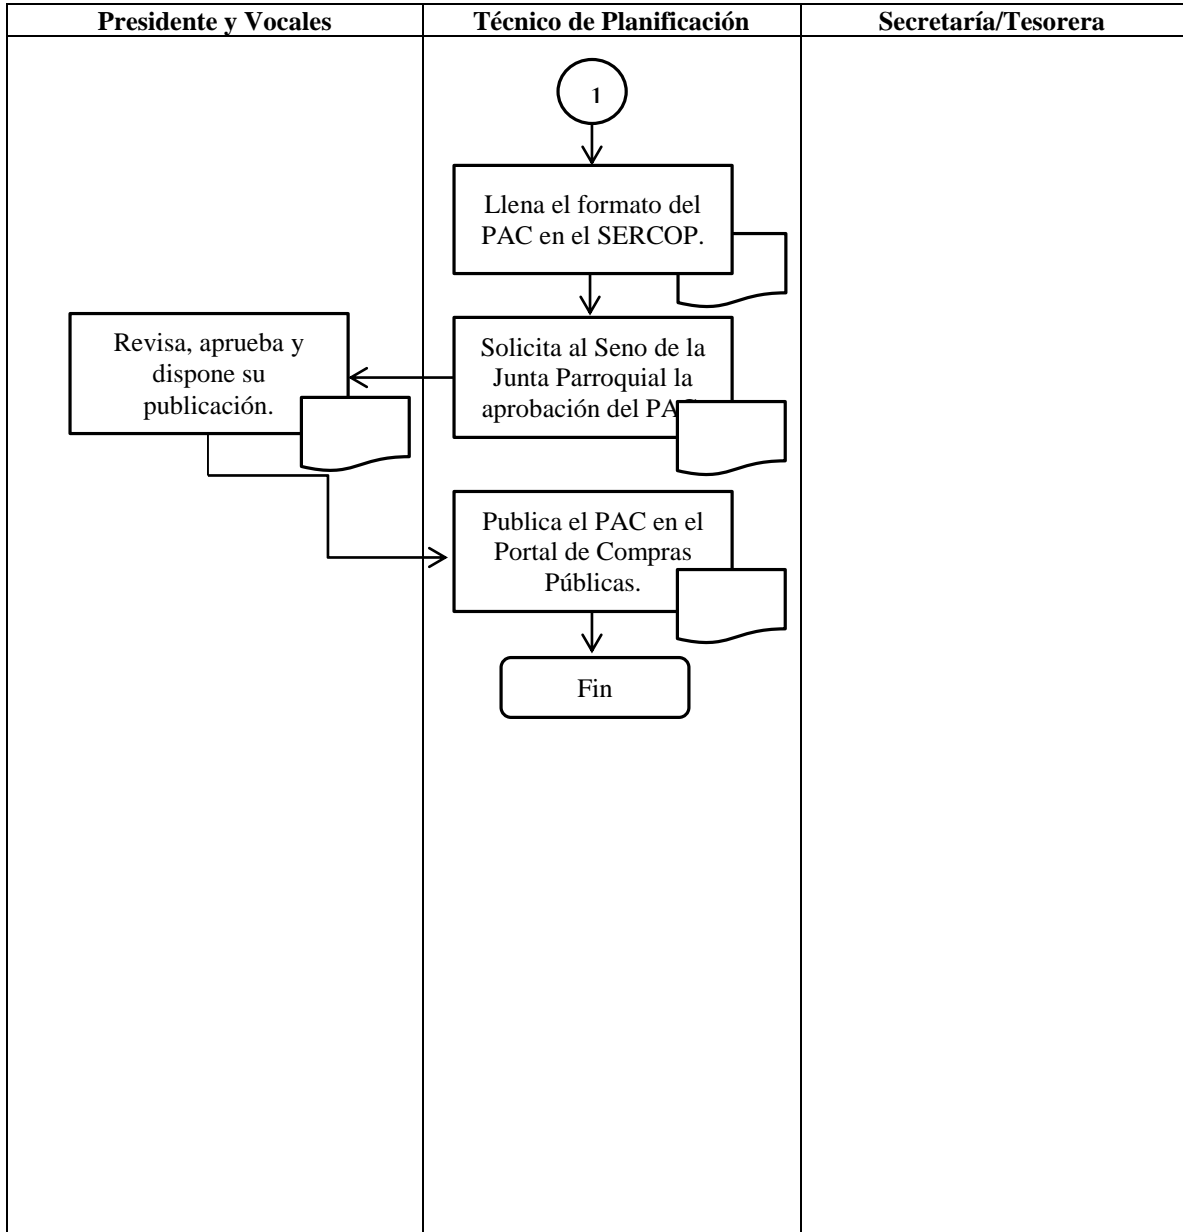 Presidente y Vocales
Técnico de Planificación
Secretaría/Tesorera
1
Llena el formato del
PAC en el SERCOP.
Solicita al Seno de la
Junta Parroquial la
aprobación del
Revisa, aprueba y
dispone su
publicación.
Publica el PAC en el
Portal de Compras
Públicas.
Fin